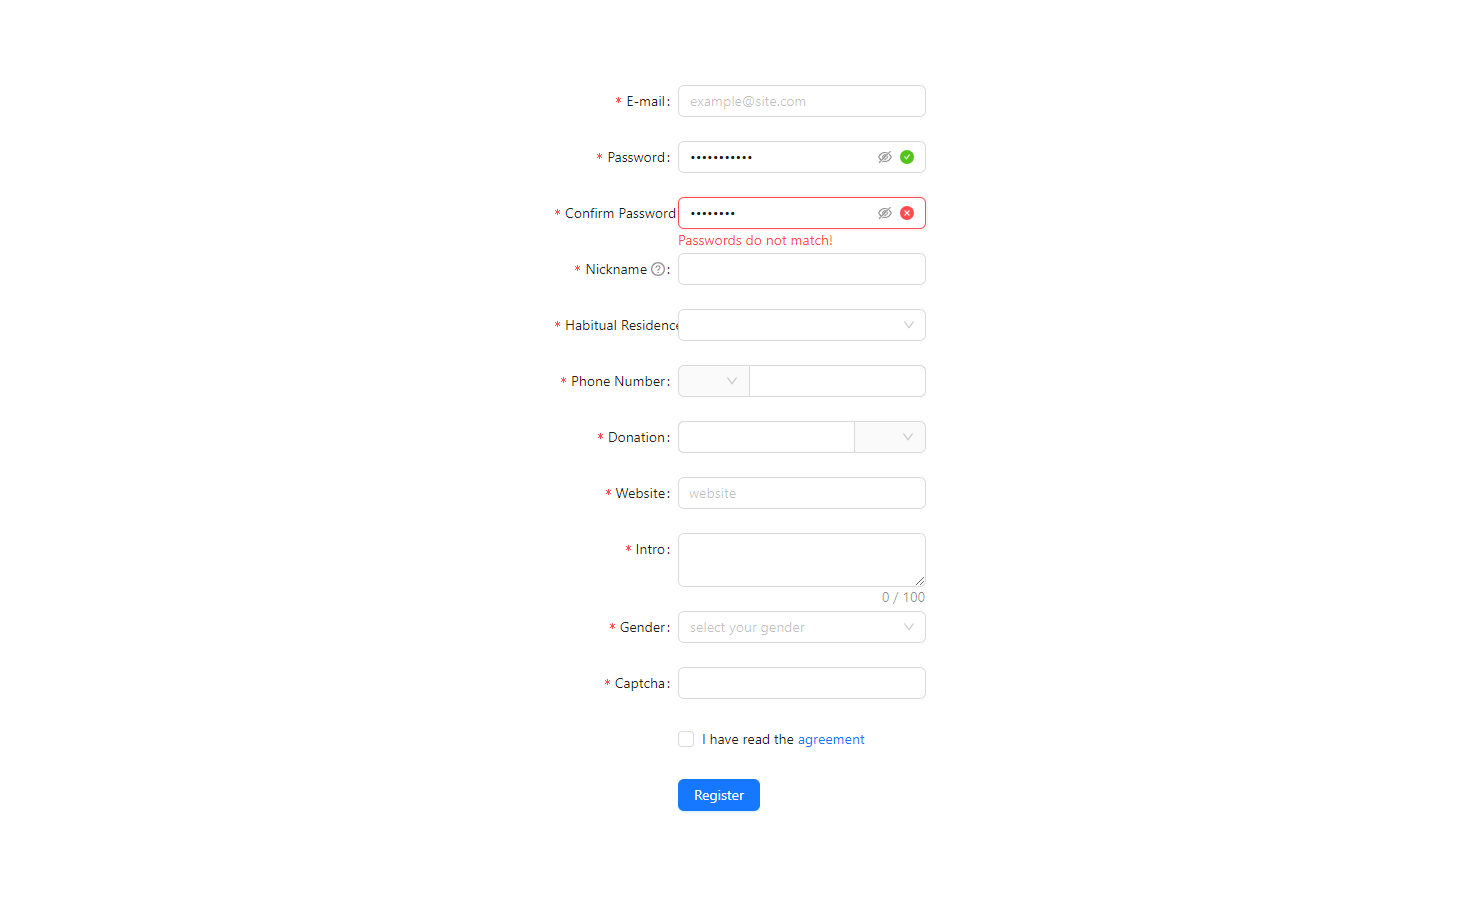 * E-mail: example@site.com
* Password: •••••••••••
* Confirm Password ••••••••
Passwords do not match!
* Nickname ? :
* Habitual Residence
* Phone Number:
* Donation:
* Website: website
* Intro:
0 / 100
* Gender: select your gender
* Captcha:
I have read the agreement
Register